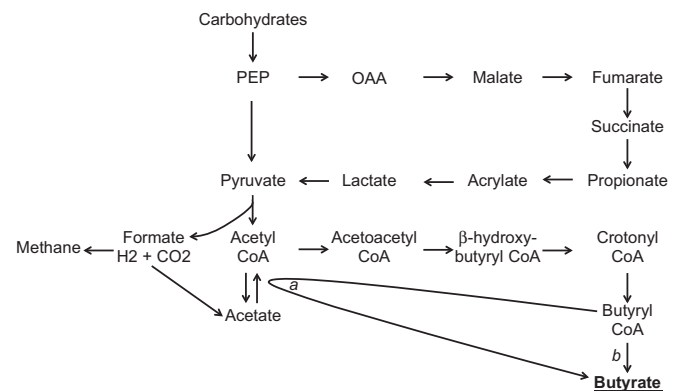 Carbohydrates
PEP OAA Malate Fumarate
Succinate
Pyruvate Lactate Acrylate Propionate
Methane
Formate
H2 + CO2
Acetyl
CoA
Acetoacetyl
CoA
β-hydroxy-
butyryl CoA
Crotonyl
CoA
a
Acetate
Butyryl
CoA
b
Butyrate